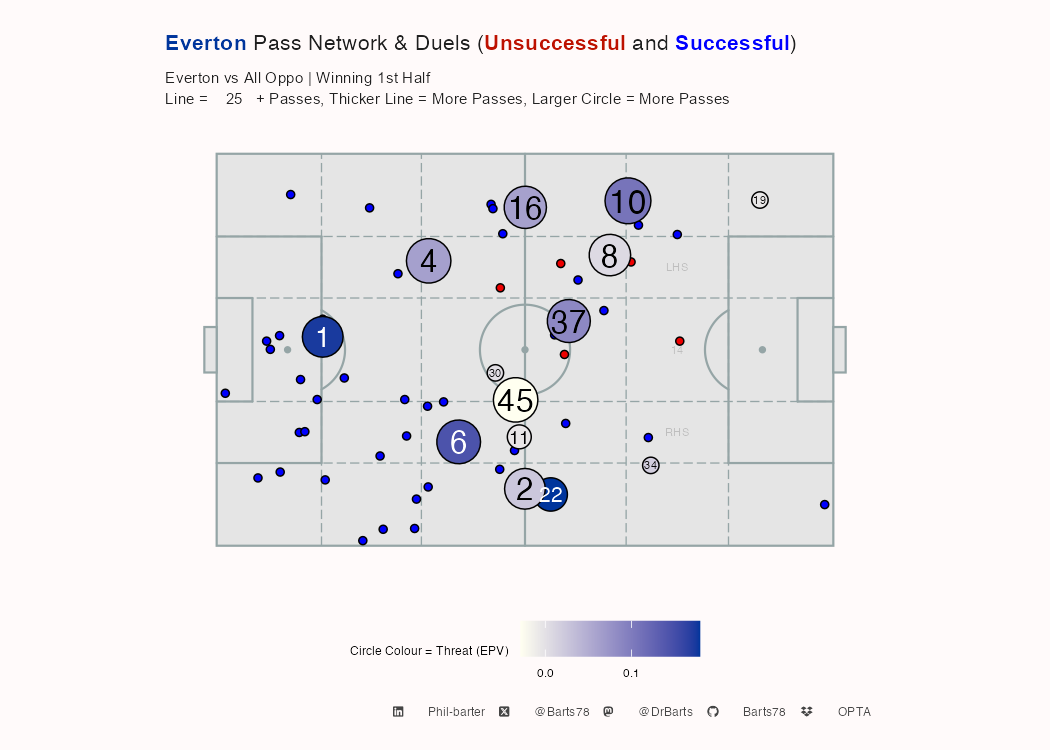 Everton Pass Network & Duels (Unsuccessful and Successful)
Everton vs All Oppo | Winning 1st Half
Line = 25 + Passes, Thicker Line = More Passes, Larger Circle = More Passes
16
10
19
4
8
LHS
37
1
14
30
45
11
6
RHS
34
2
22
Circle Colour = Threat (EPV)
0.0
0.1
Phil-barter
@Barts78
@DrBarts
Barts78
OPTA